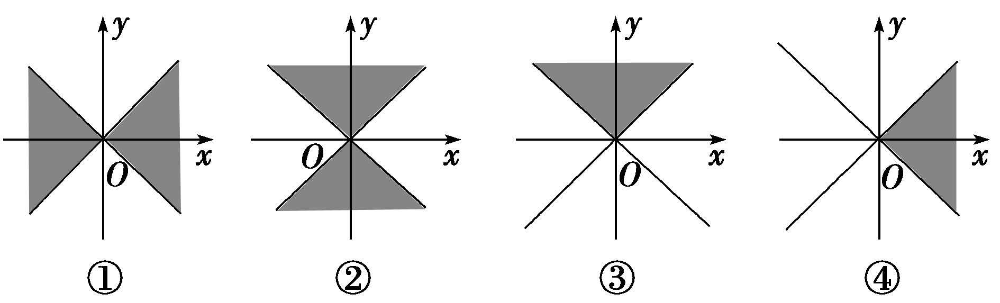 y y y y
x x x x
O O O O
① ② ③ ④